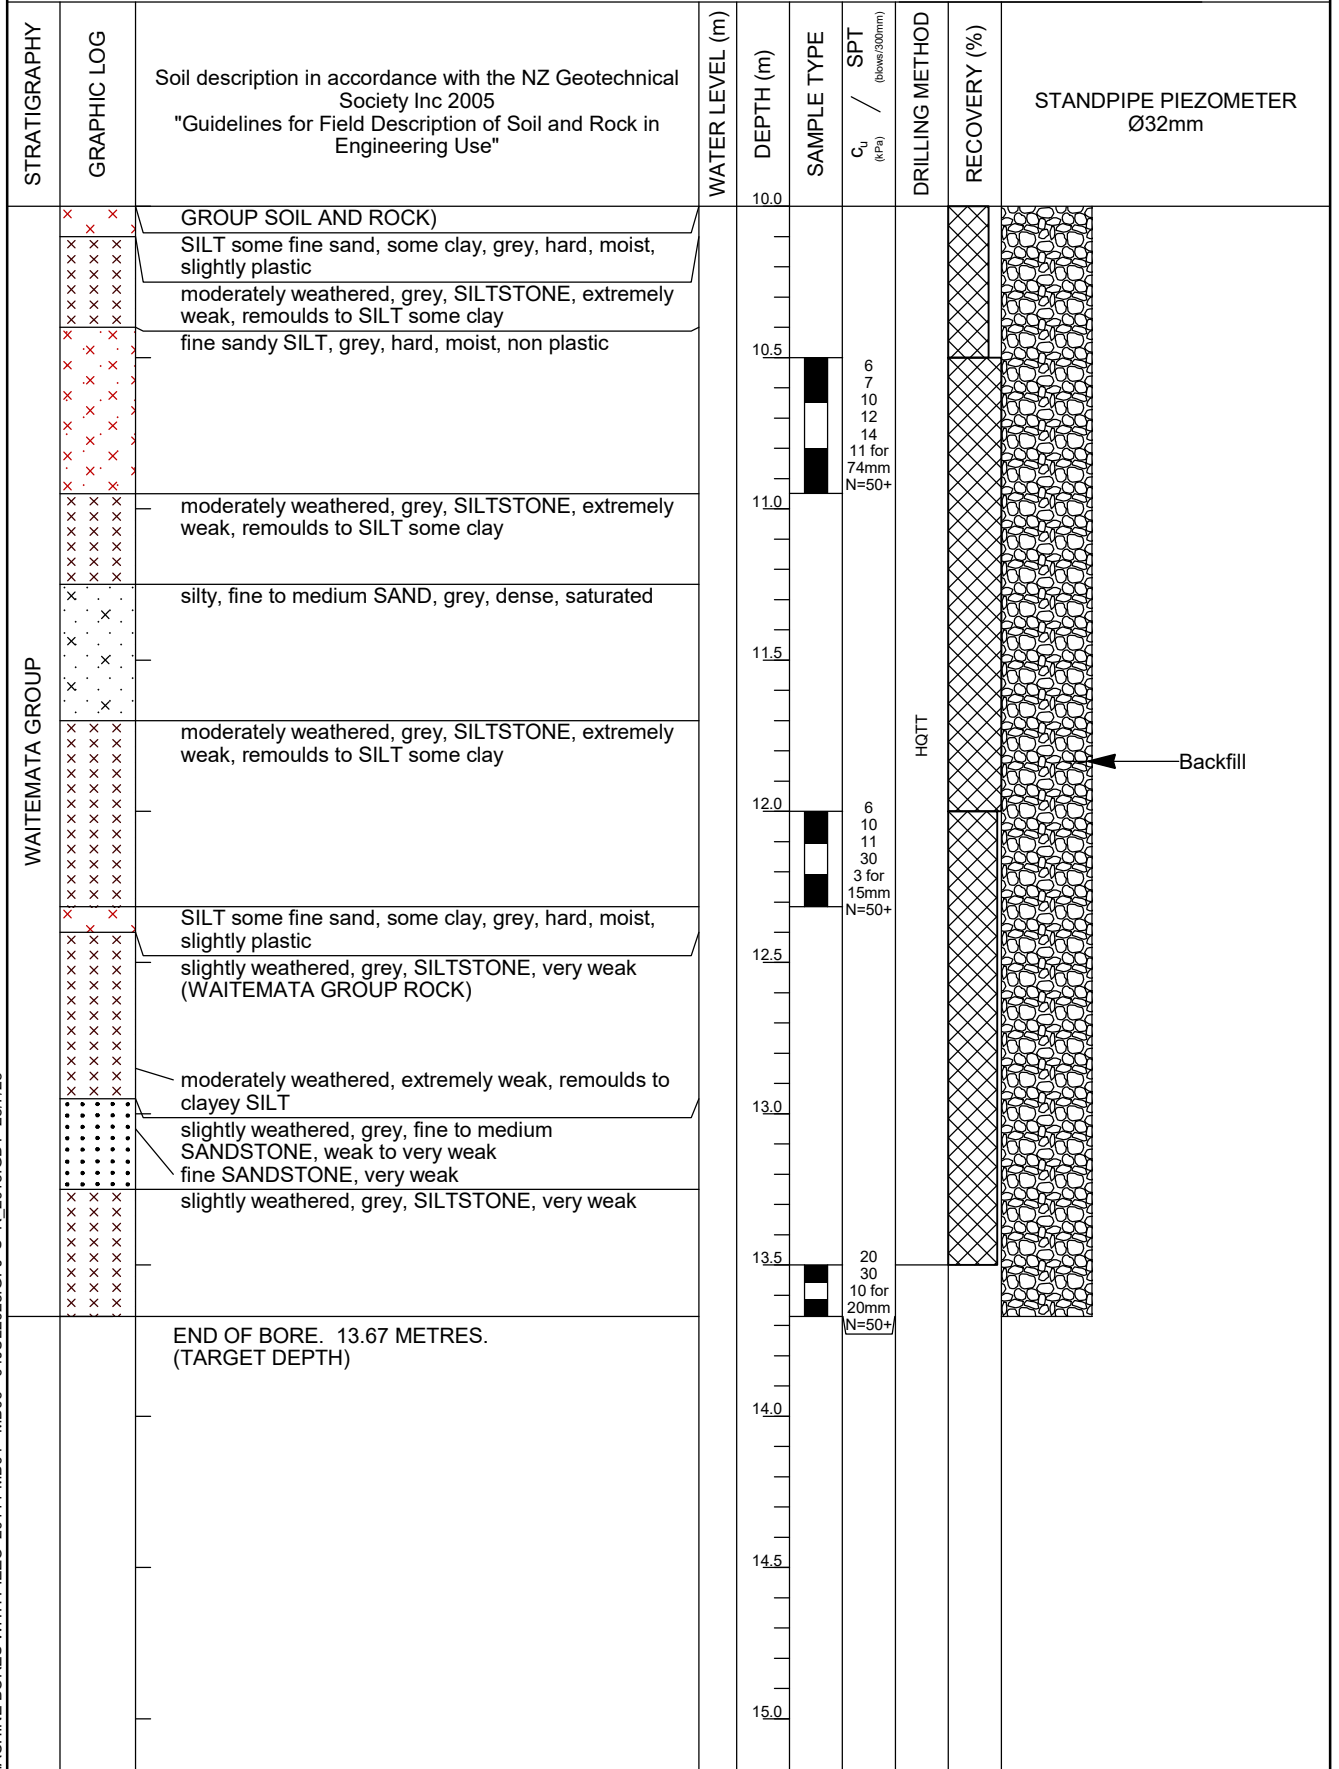 STRATIGRAPHY
GRAPHIC LOG
Soil description in accordance with the NZ Geotechnical
Society Inc 2005
"Guidelines for Field Description of Soil and Rock in
Engineering Use"
WATER LEVEL (m)
DEPTH (m)
SAMPLE TYPE
cu (kPa) / SPT (blows/300mm)
DRILLING METHOD
RECOVERY (%)
STANDPIPE PIEZOMETER
Ø32mm
10.0
GROUP SOIL AND ROCK)
SILT some fine sand, some clay, grey, hard, moist,
slightly plastic
moderately weathered, grey, SILTSTONE, extremely
weak, remoulds to SILT some clay
fine sandy SILT, grey, hard, moist, non plastic
10.5
6
7
10
12
14
11 for
74mm
N=50+
moderately weathered, grey, SILTSTONE, extremely
weak, remoulds to SILT some clay
11.0
silty, fine to medium SAND, grey, dense, saturated
11.5
WAITEMATA GROUP
moderately weathered, grey, SILTSTONE, extremely
weak, remoulds to SILT some clay
HQTT
Backfill
12.0
6
10
11
30
3 for
15mm
N=50+
SILT some fine sand, some clay, grey, hard, moist,
slightly plastic
12.5
slightly weathered, grey, SILTSTONE, very weak
(WAITEMATA GROUP ROCK)
moderately weathered, extremely weak, remoulds to
clayey SILT
13.0
slightly weathered, grey, fine to medium
SANDSTONE, weak to very weak
fine SANDSTONE, very weak
slightly weathered, grey, SILTSTONE, very weak
13.5
20
30
10 for
20mm
N=50+
END OF BORE. 13.67 METRES.
(TARGET DEPTH)
14.0
14.5
15.0